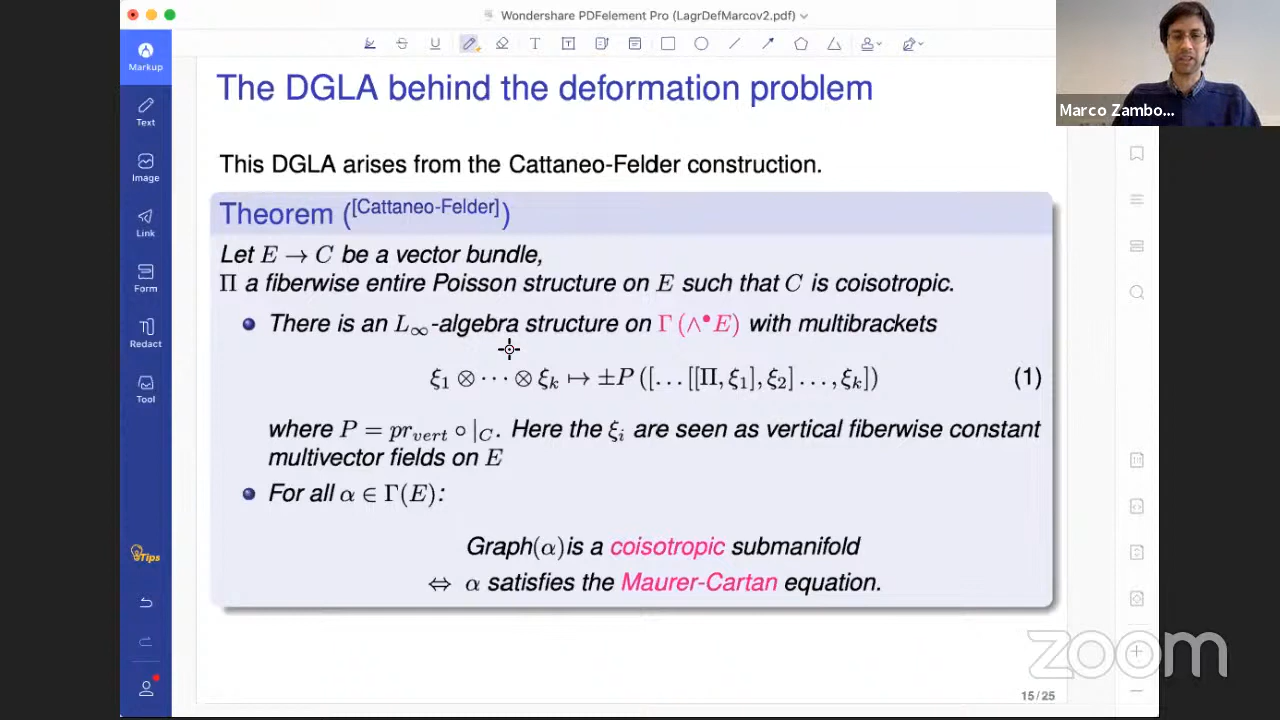 Wondershare PDFelement Pro (LagrDefMarcov2.pdf)
Markup
Text
Image
Link
Form
Redact
Tool
Tips
Marco Zambo...
The DGLA behind the deformation problem
This DGLA arises from the Cattaneo-Felder construction.
Theorem ([Cattaneo-Felder])
Let E → C be a vector bundle,
Π a fiberwise entire Poisson structure on E such that C is coisotropic.
There is an L∞-algebra structure on Γ(∧•E) with multibrackets
ξ1 ⊗ ··· ⊗ ξk ↦ ±P([...[[Π, ξ1], ξ2]..., ξk]) (1)
where P = prvert ∘ |C. Here the ξi are seen as vertical fiberwise constant
multivector fields on E
For all α ∈ Γ(E):
Graph(α)is a coisotropic submanifold
⇔ α satisfies the Maurer-Cartan equation.
zoom
15/25